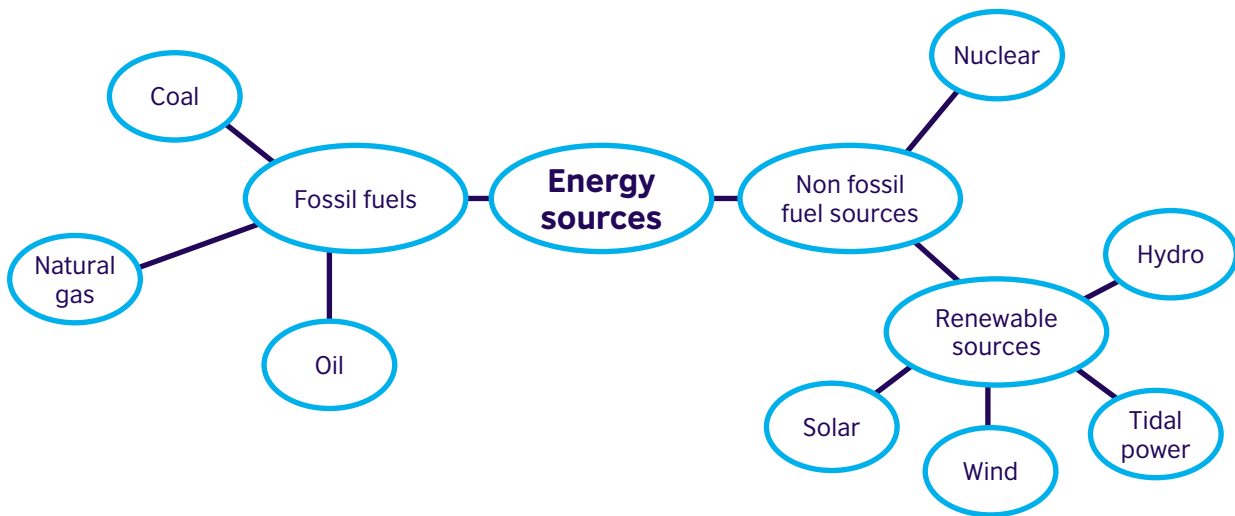 Nuclear
Coal
Energy
sources
Fossil fuels
Non fossil
fuel sources
Natural
gas
Hydro
Renewable
sources
Oil
Solar
Wind
Tidal
power